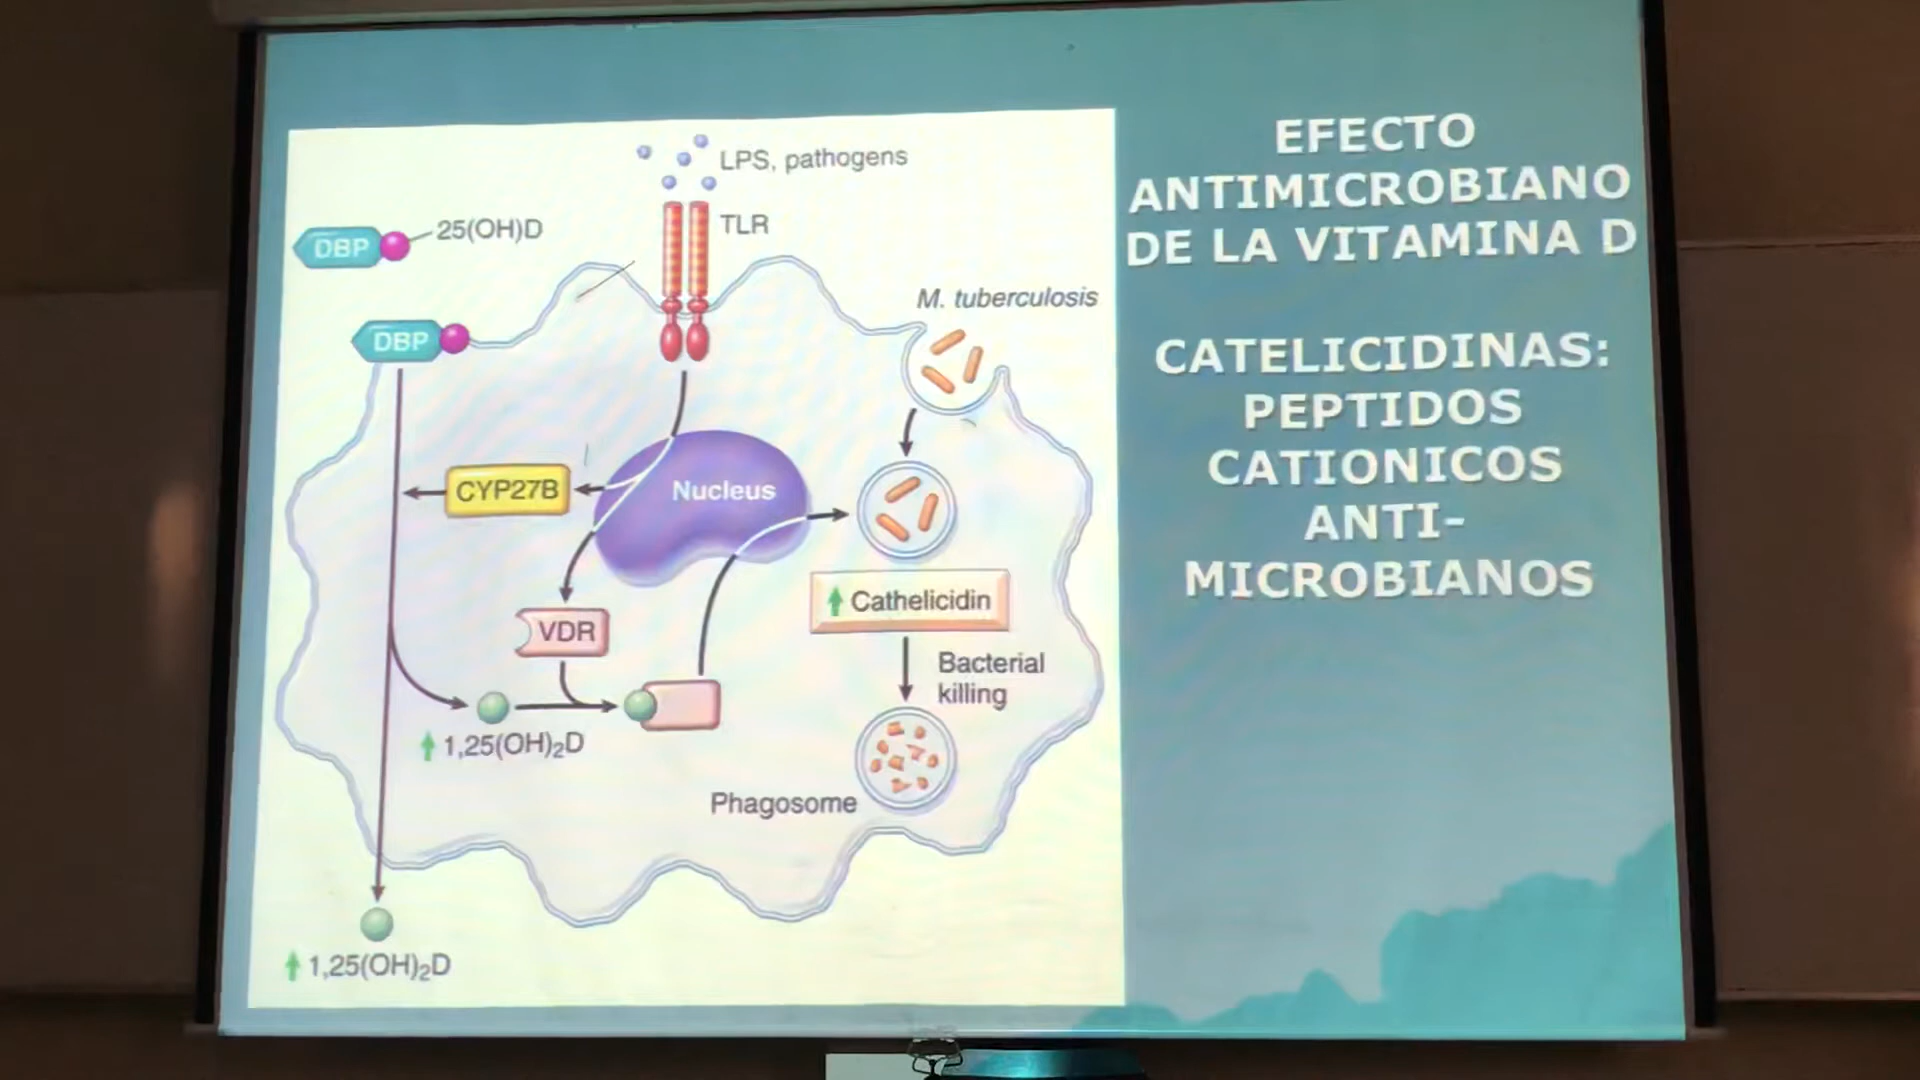 EFECTO
ANTIMICROBIANO
DE LA VITAMINA D
CATELICIDINAS:
PEPTIDOS
CATIONICOS
ANTI-
MICROBIANOS
LPS, pathogens
TLR
DBP
25(OH)D
DBP
M. tuberculosis
CYP27B
Nucleus
VDR
Cathelicidin
Bacterial
killing
1,25(OH)₂D
Phagosome
1,25(OH)₂D